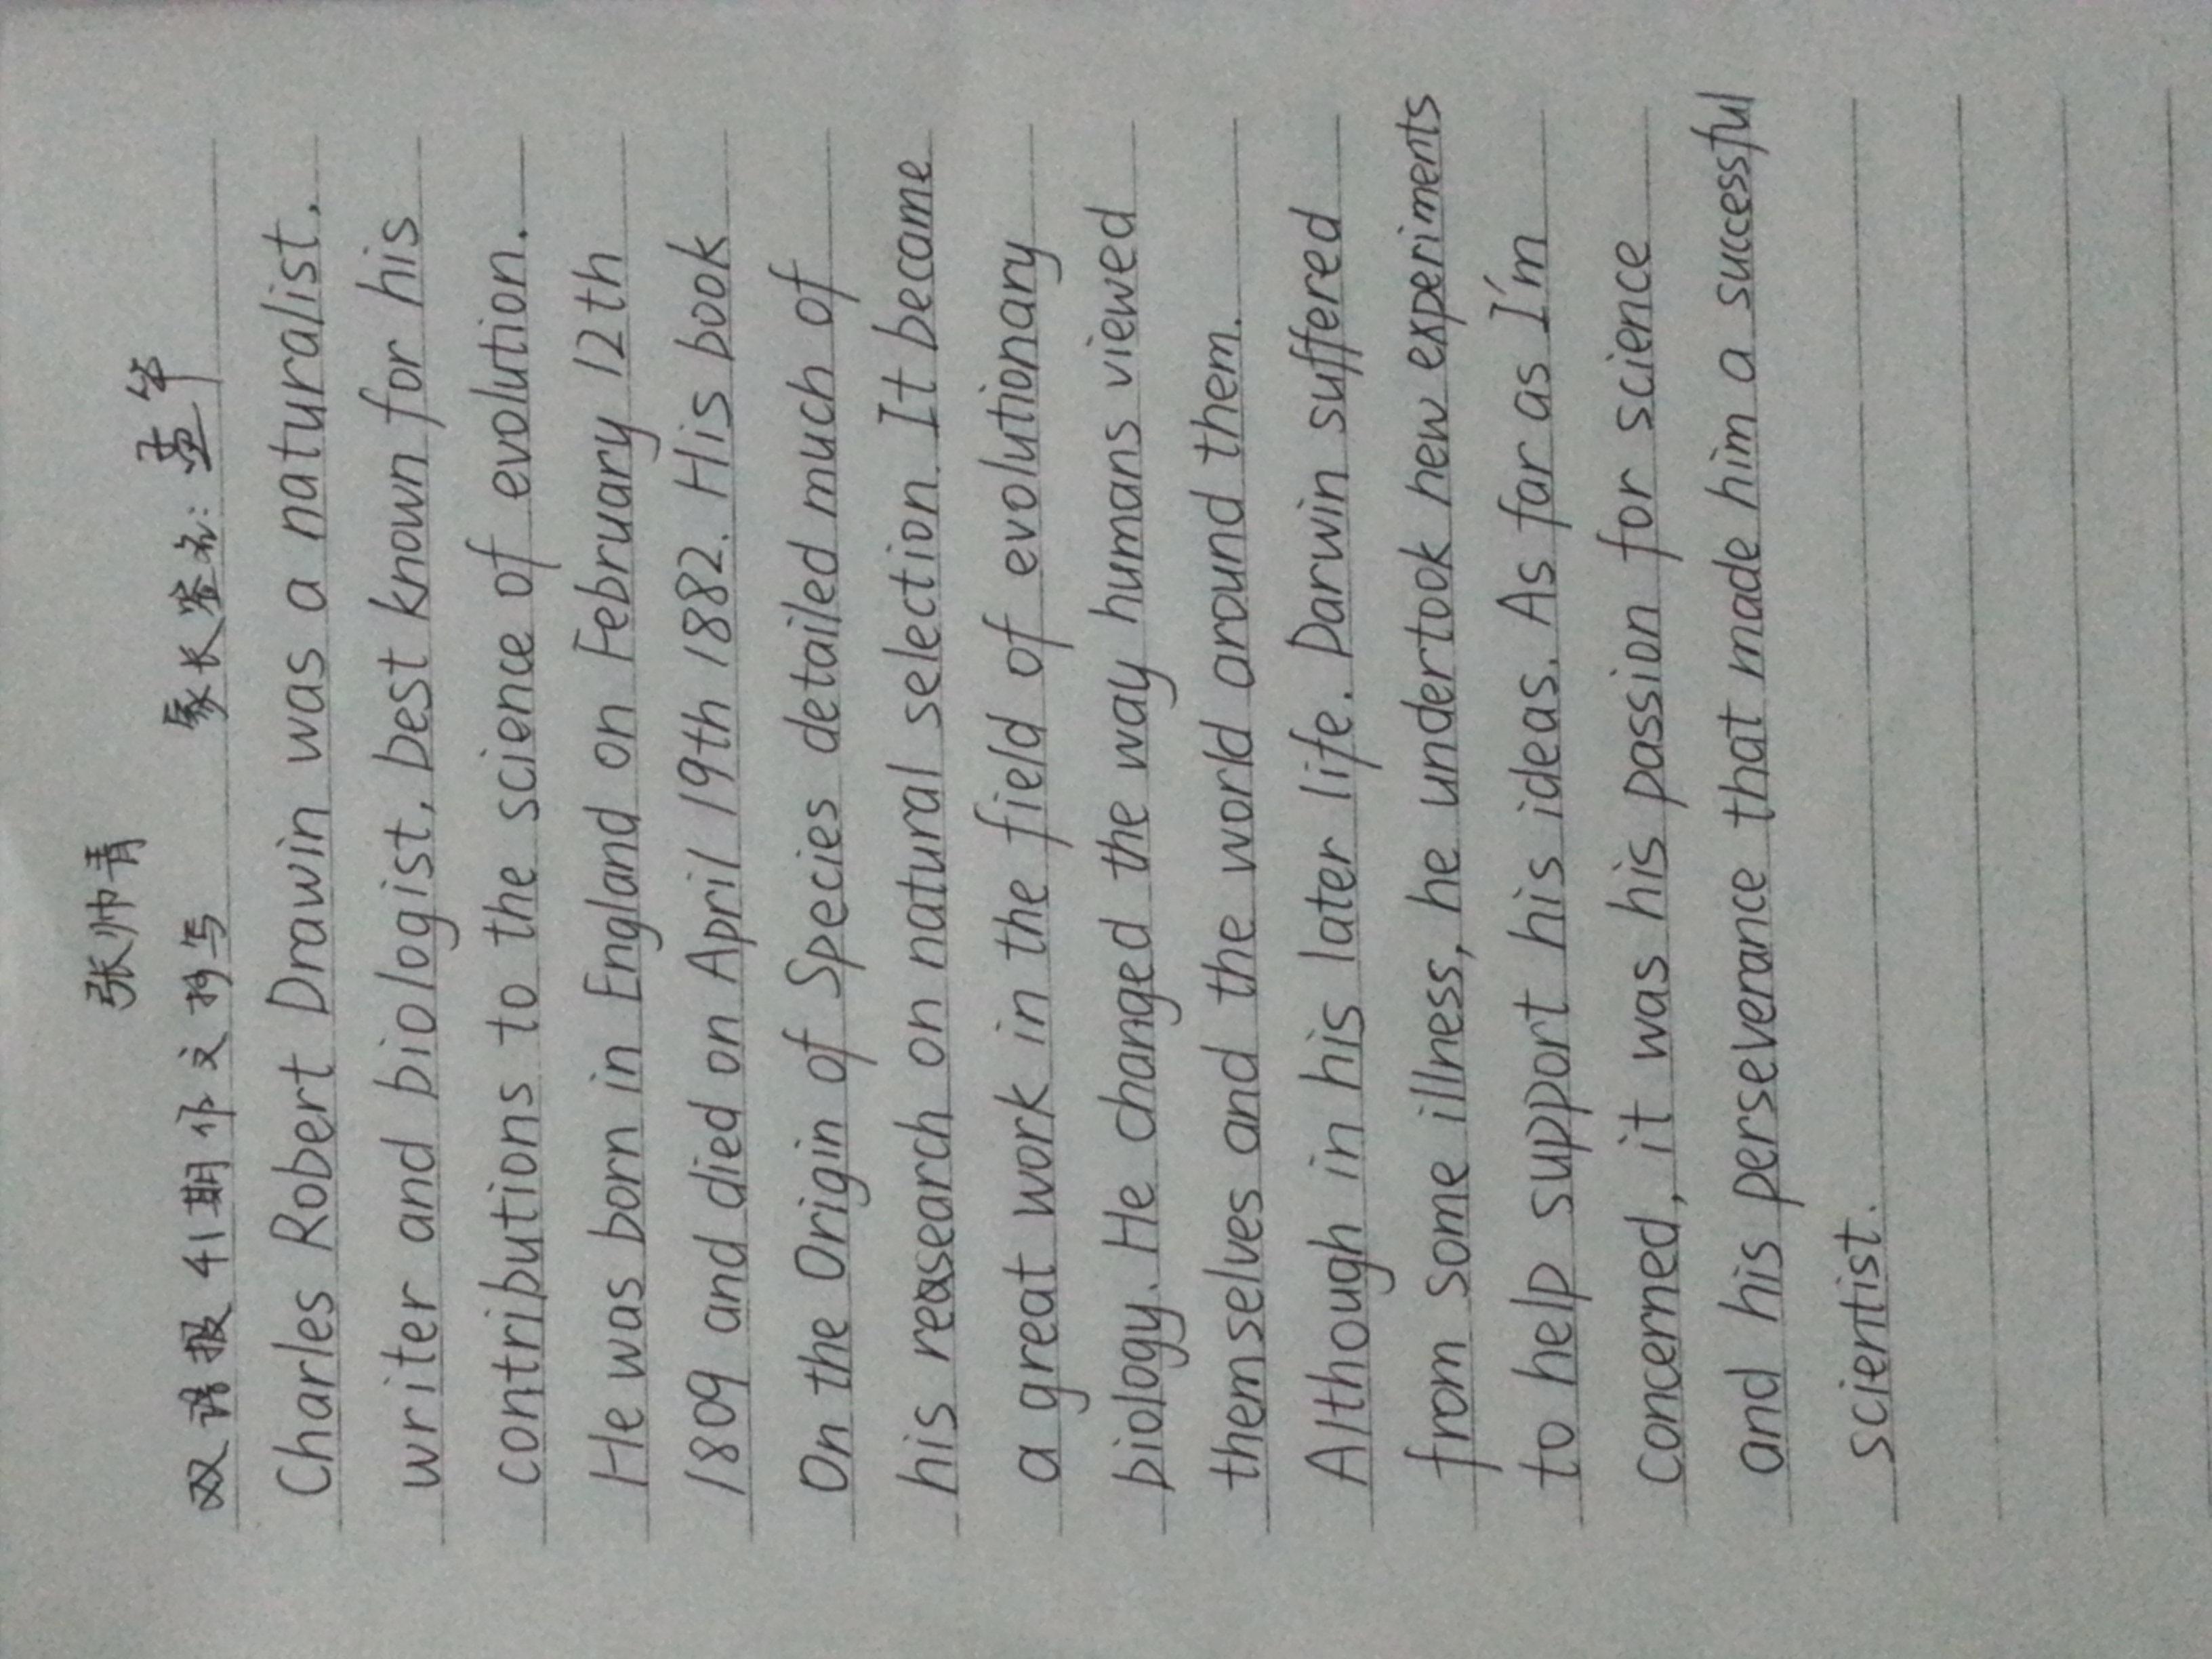 张帅青
双语报41期作文抄写 家长签名: 孟华
Charles Robert Drawin was a naturalist,
writer and biologist, best known for his
contributions to the science of evolution.
He was born in England on February 12th
1809 and died on April 19th 1882. His book
On the Origin of Species detailed much of
his reasearch on natural selection. It became
a great work in the field of evolutionary
biology. He changed the way humans viewed
themselves and the world around them.
Although in his later life. Darwin suffered
from some illness, he undertook new experiments
to help support his ideas. As far as I'm
Concerned, it was his passion for science
and his perseverance that made him a successful
scientist.